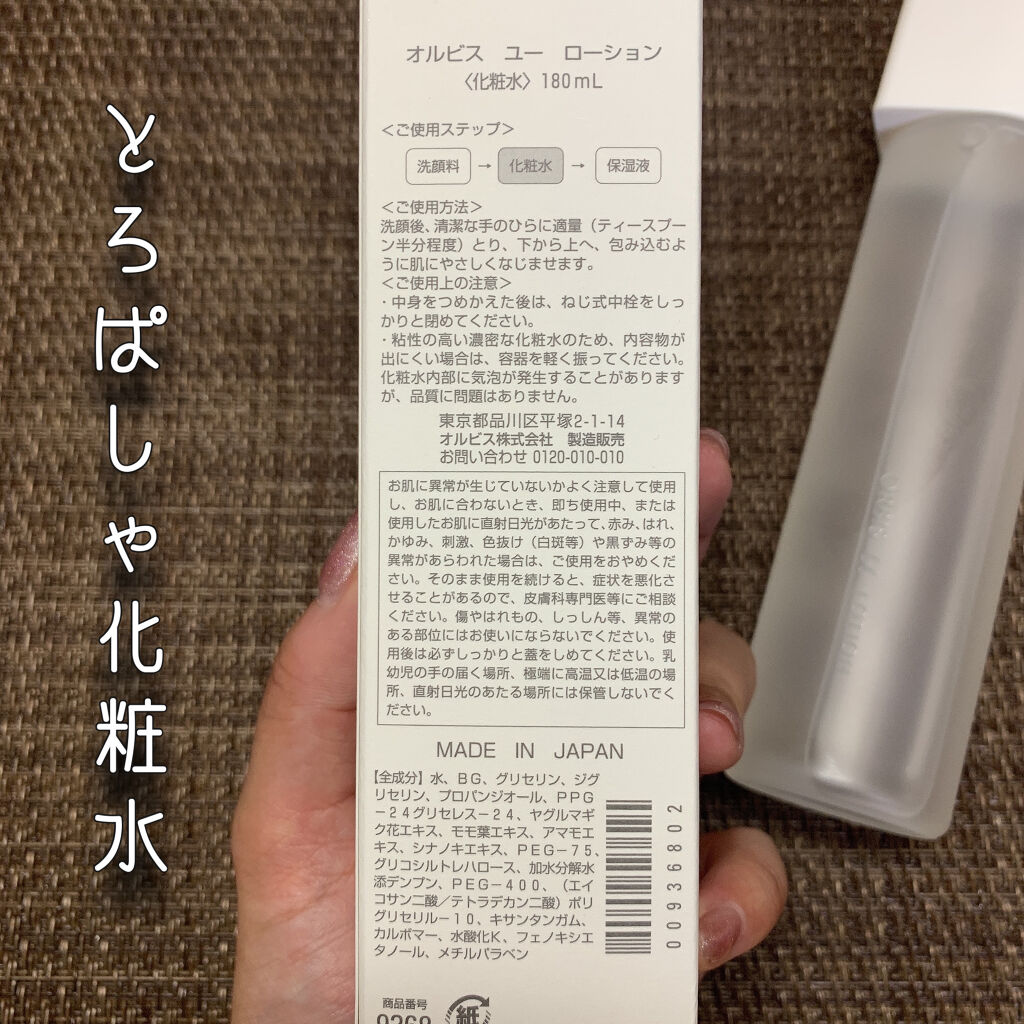 とろぱしゃ化粧水
オルビス ユー ローション
〈化粧水〉180mL
<ご使用ステップ>
洗顔料 → 化粧水 → 保湿液
<ご使用方法>
洗顔後、清潔な手のひらに適量（ティースプー
ン半分程度）とり、下から上へ、包み込むよ
うに肌にやさしくなじませます。
<ご使用上の注意>
・中身をつめかえた後は、ねじ式中栓をしっ
かりと閉めてください。
・粘性の高い濃密な化粧水のため、内容物が
出にくい場合は、容器を軽く振ってください。
化粧水内部に気泡が発生することがあります
が、品質に問題はありません。
東京都品川区平塚2-1-14
オルビス株式会社 製造販売
お問い合わせ 0120-010-010
お肌に異常が生じていないかよく注意して使用
し、お肌に合わないとき、即ち使用中、または
使用したお肌に直射日光があたって、赤み、はれ、
かゆみ、刺激、色抜け（白斑等）や黒ずみ等の
異常があらわれた場合は、ご使用をおやめくだ
さい。そのまま使用を続けると、症状を悪化さ
せることがあるので、皮膚科専門医等にご相談
ください。傷やはれもの、しっしん等、異常の
ある部位にはお使いにならないでください。使
用後は必ずしっかりと蓋をしめてください。乳
幼児の手の届く場所、極端に高温又は低温の場
所、直射日光のあたる場所には保管しないでく
ださい。
MADE IN JAPAN
【全成分】水、ＢＧ、グリセリン、ジグ
リセリン、プロパンジオール、ＰＰＧ
－２４グリセレス－２４、ヤグルマギ
ク花エキス、モモ葉エキス、アマモエ
キス、シナノキエキス、ＰＥＧ－７５、
グリコシルトレハロース、加水分解水
添デンプン、ＰＥＧ－４００、（エイ
コサン二酸／テトラデカン二酸）ポリ
グリセリル－１０、キサンタンガム、
カルボマー、水酸化Ｋ、フェノキシエ
タノール、メチルパラベン
00936802
商品番号
紙